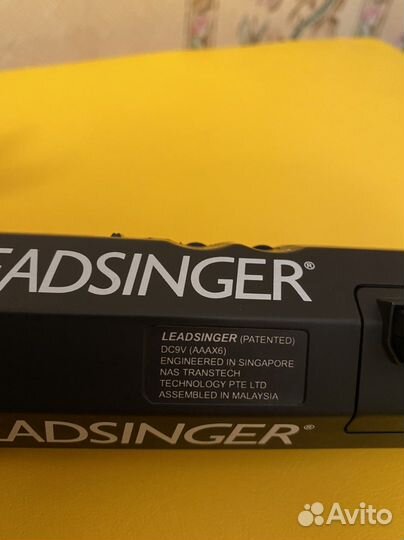 EADSINGER®
LEADSINGER (PATENTED)
DC9V (AAAX6)
ENGINEERED IN SINGAPORE
NAS TRANSTECH
TECHNOLOGY PTE LTD
ASSEMBLED IN MALAYSIA
EADSINGER®
Avito